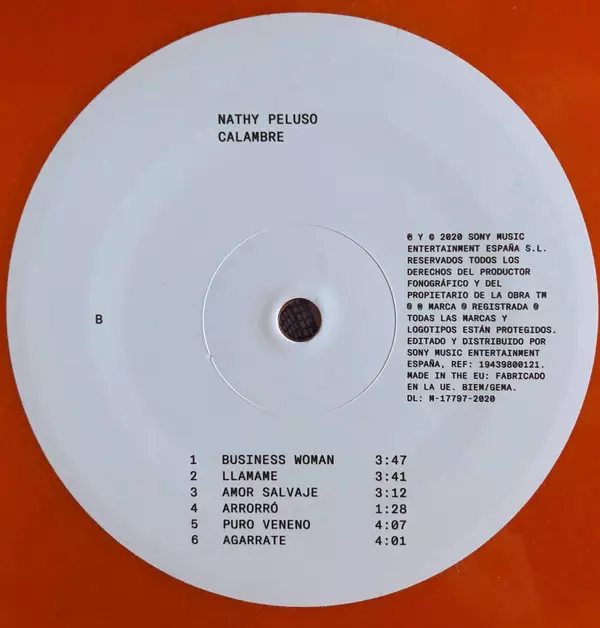 NATHY PELUSO
CALAMBRE
B
℗ Y © 2020 SONY MUSIC
ENTERTAINMENT ESPAÑA S.L.
RESERVADOS TODOS LOS
DERECHOS DEL PRODUCTOR
FONOGRÁFICO Y DEL
PROPIETARIO DE LA OBRA TM
® ® MARCA ® REGISTRADA ®
TODAS LAS MARCAS Y
LOGOTIPOS ESTÁN PROTEGIDOS.
EDITADO Y DISTRIBUIDO POR
SONY MUSIC ENTERTAINMENT
ESPAÑA, REF: 19439800121.
MADE IN THE EU: FABRICADO
EN LA UE. BIEM/GEMA.
DL: M-17797-2020
1 BUSINESS WOMAN 3:47
2 LLAMAME 3:41
3 AMOR SALVAJE 3:12
4 ARRORRÓ 1:28
5 PURO VENENO 4:07
6 AGARRATE 4:01